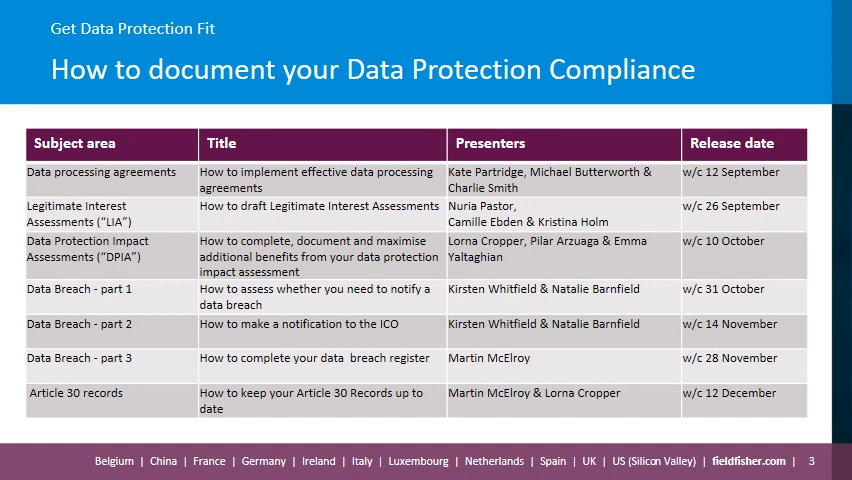 Get Data Protection Fit
How to document your Data Protection Compliance
Subject area Title Presenters Release date
Data processing agreements How to implement effective data processing agreements Kate Partridge, Michael Butterworth & Charlie Smith w/c 12 September
Legitimate Interest Assessments (“LIA”) How to draft Legitimate Interest Assessments Nuria Pastor, Camille Ebden & Kristina Holm w/c 26 September
Data Protection Impact Assessments (“DPIA”) How to complete, document and maximise additional benefits from your data protection impact assessment Lorna Cropper, Pilar Arzuaga & Emma Yaltaghian w/c 10 October
Data Breach - part 1 How to assess whether you need to notify a data breach Kirsten Whitfield & Natalie Barnfield w/c 31 October
Data Breach - part 2 How to make a notification to the ICO Kirsten Whitfield & Natalie Barnfield w/c 14 November
Data Breach - part 3 How to complete your data breach register Martin McElroy w/c 28 November
Article 30 records How to keep your Article 30 Records up to date Martin McElroy & Lorna Cropper w/c 12 December
Belgium | China | France | Germany | Ireland | Italy | Luxembourg | Netherlands | Spain | UK | US (Silicon Valley) | fieldfisher.com | 3